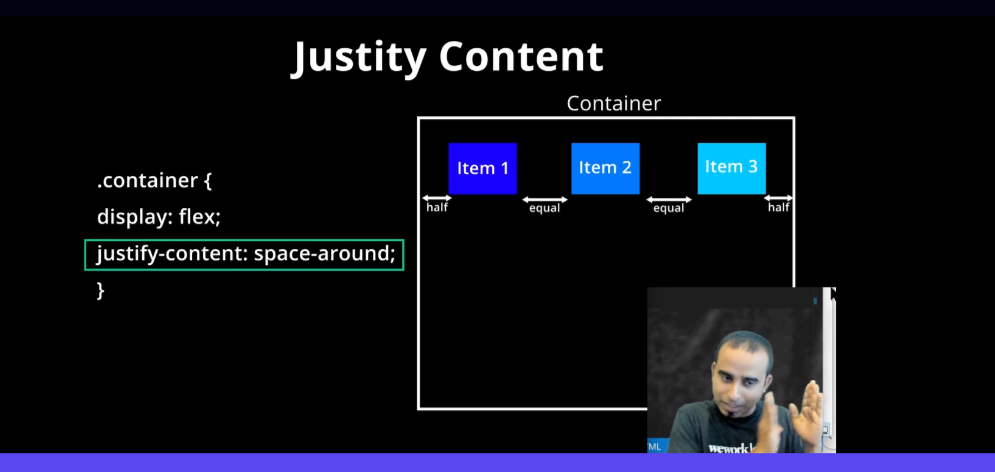 Justity Content
Container
.container {
display: flex;
justify-content: space-around;
}
Item 1 Item 2 Item 3
half equal equal half
ML